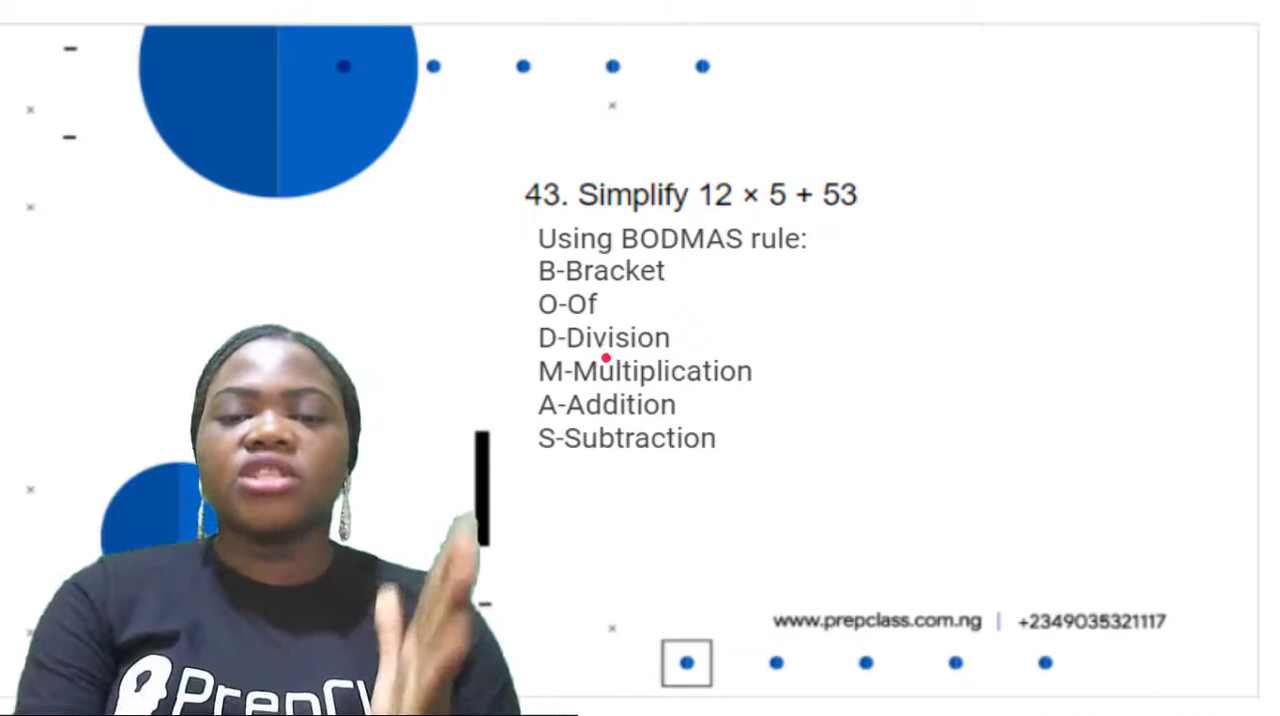 43. Simplify 12 × 5 + 53
Using BODMAS rule:
B-Bracket
O-Of
D-Division
M-Multiplication
A-Addition
S-Subtraction
www.prepclass.com.ng | +2349035321117